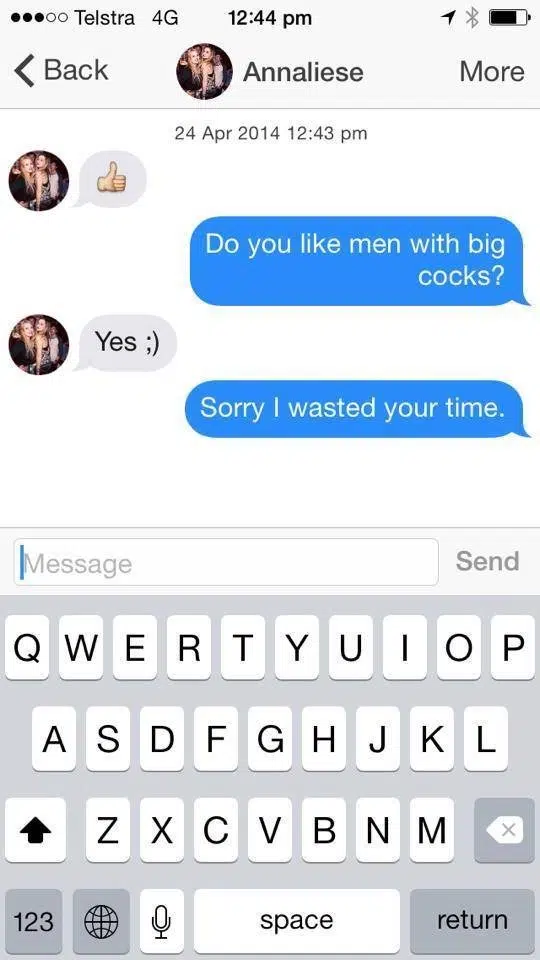 Telstra 4G 12:44 pm
Back Annaliese More
24 Apr 2014 12:43 pm
👍
Do you like men with big
cocks?
Yes ;)
Sorry I wasted your time.
Message Send
Q W E R T Y U I O P
A S D F G H J K L
Z X C V B N M
123 space return